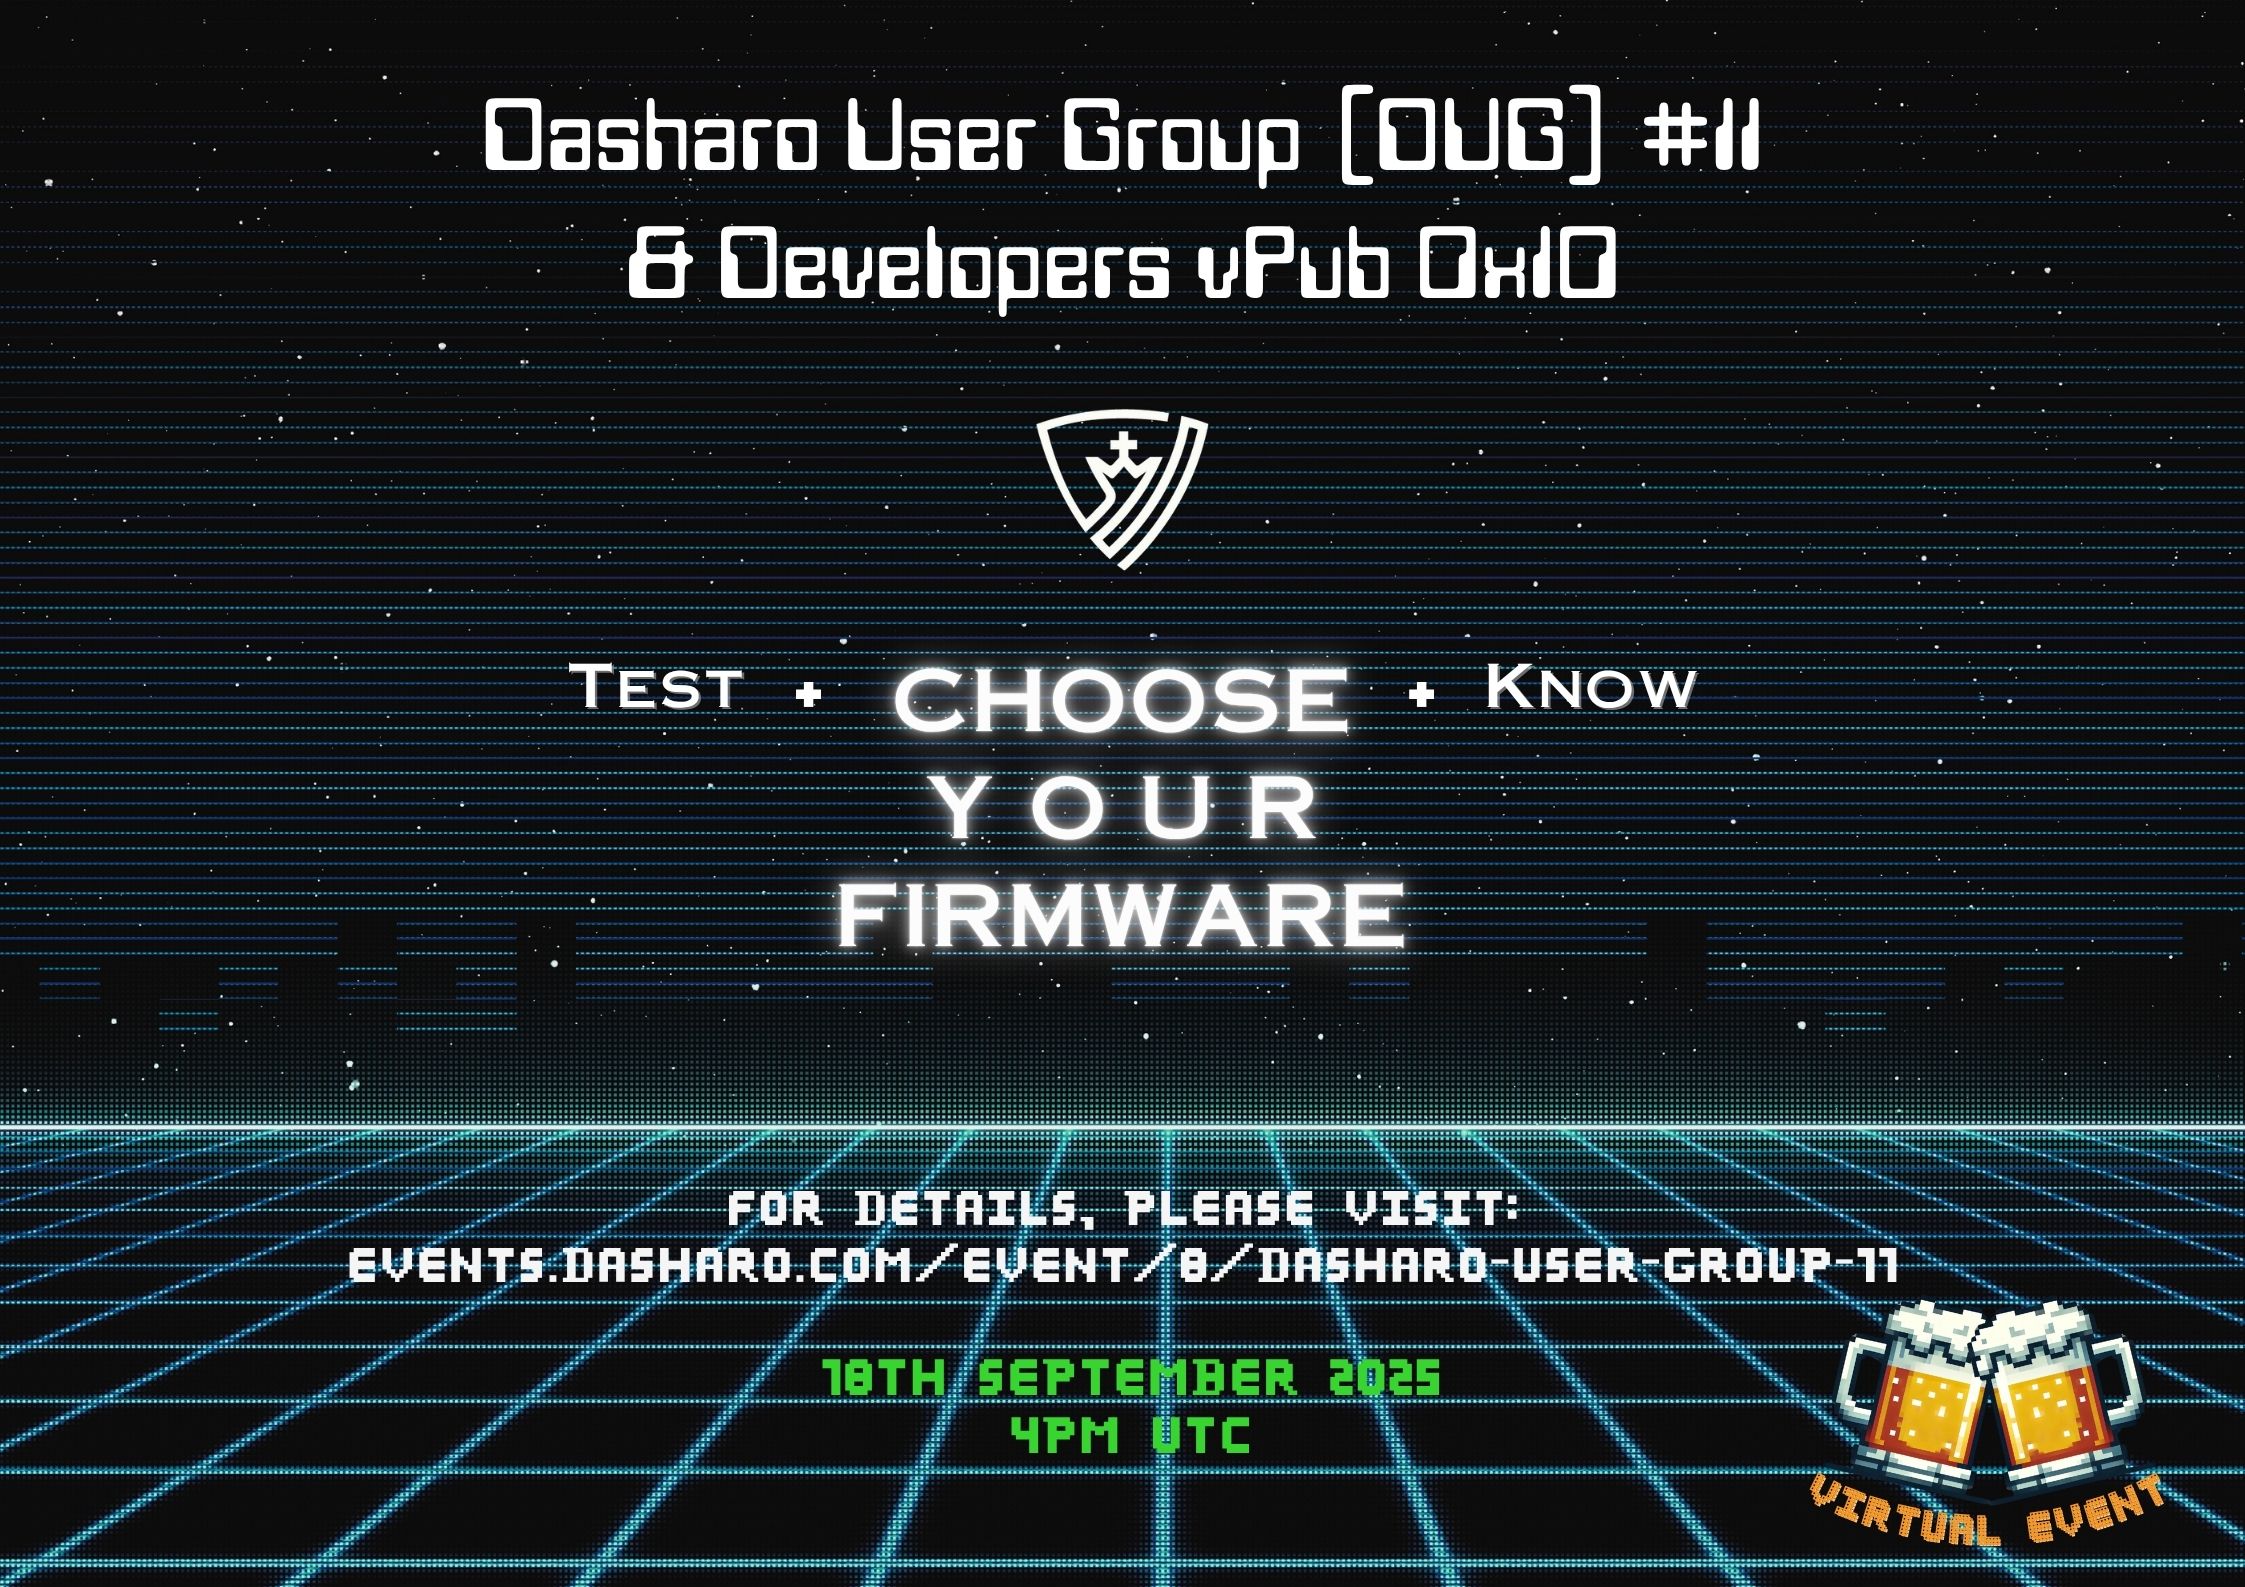 Dasharo User Group (DUG) #11
& Developers vPub 0x10
Test + CHOOSE + Know
YOUR
FIRMWARE
FOR DETAILS, PLEASE VISIT:
EVENTS.DASHARO.COM/EVENT/8/DASHARO-USER-GROUP-11
18TH SEPTEMBER 2025
4PM UTC
VIRTUAL EVENT